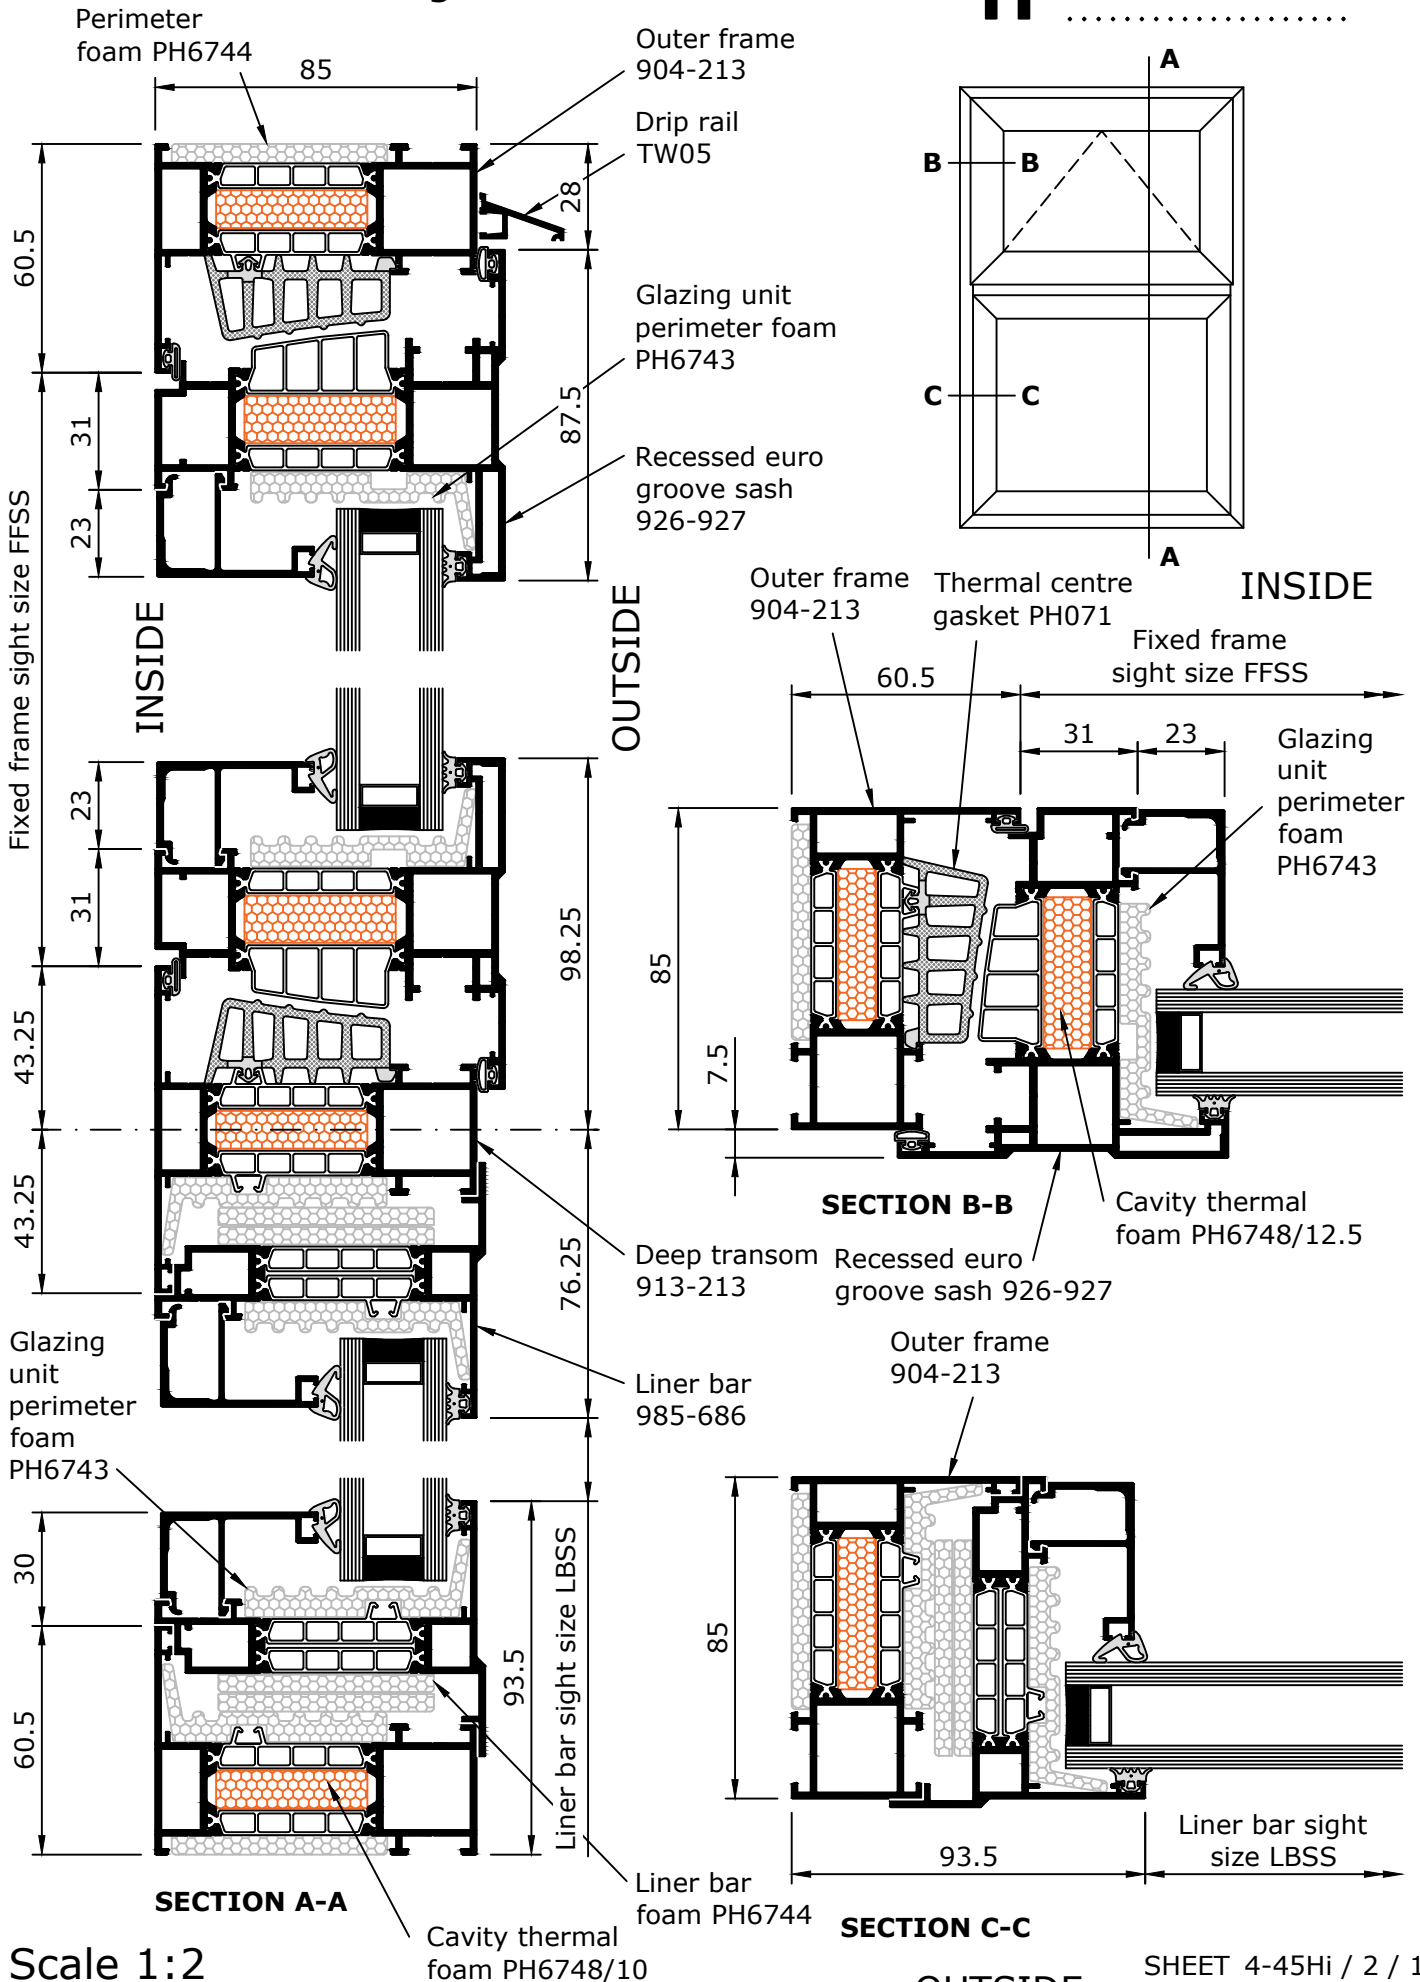 Perimeter
foam PH6744
85
Outer frame
904-213
Drip rail
TW05
28
60.5
Glazing unit
perimeter foam
PH6743
87.5
31
Recessed euro
groove sash
926-927
23
Fixed frame sight size FFSS
INSIDE
OUTSIDE
23
31
98.25
43.25
43.25
Deep transom
913-213
76.25
Glazing
unit
perimeter
foam
PH6743
Liner bar
985-686
30
60.5
93.5
Liner bar sight size LBSS
Liner bar
foam PH6744
SECTION A-A
Cavity thermal
foam PH6748/10
Scale 1:2
A
B
B
C
C
A
INSIDE
Outer frame
904-213
Thermal centre
gasket PH071
Fixed frame
sight size FFSS
60.5
31
23
Glazing
unit
perimeter
foam
PH6743
85
7.5
SECTION B-B
Cavity thermal
foam PH6748/12.5
Recessed euro
groove sash 926-927
Outer frame
904-213
85
93.5
Liner bar sight
size LBSS
SECTION C-C
OUTSIDE
SHEET 4-45Hi / 2 / 1